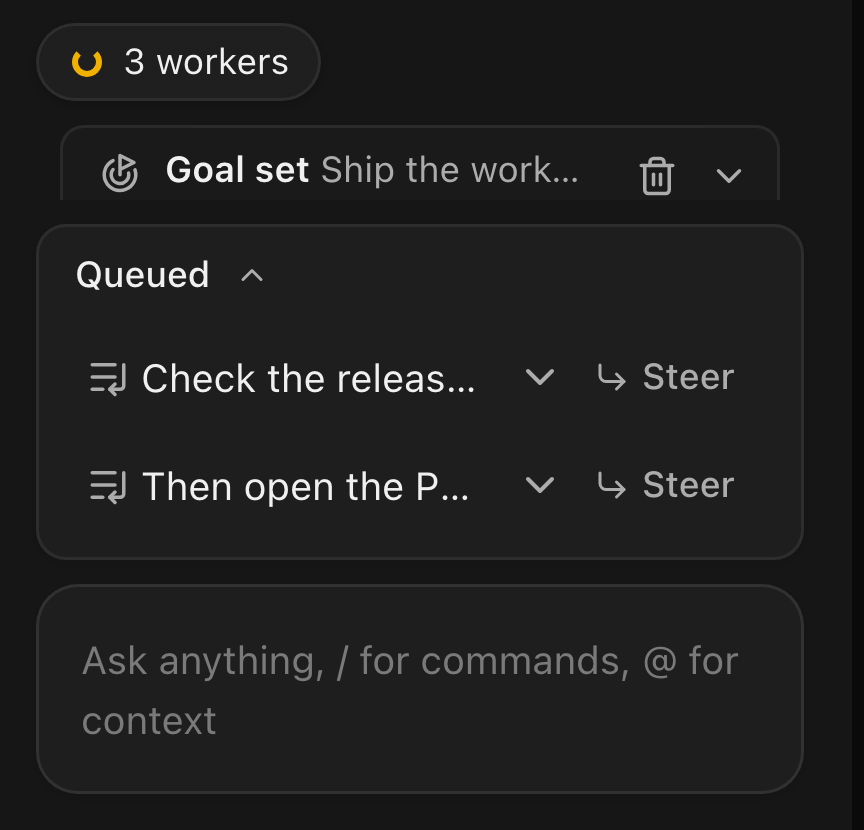 3 workers
Goal set Ship the work...
Queued
Check the releas... Steer
Then open the P... Steer
Ask anything, / for commands, @ for
context